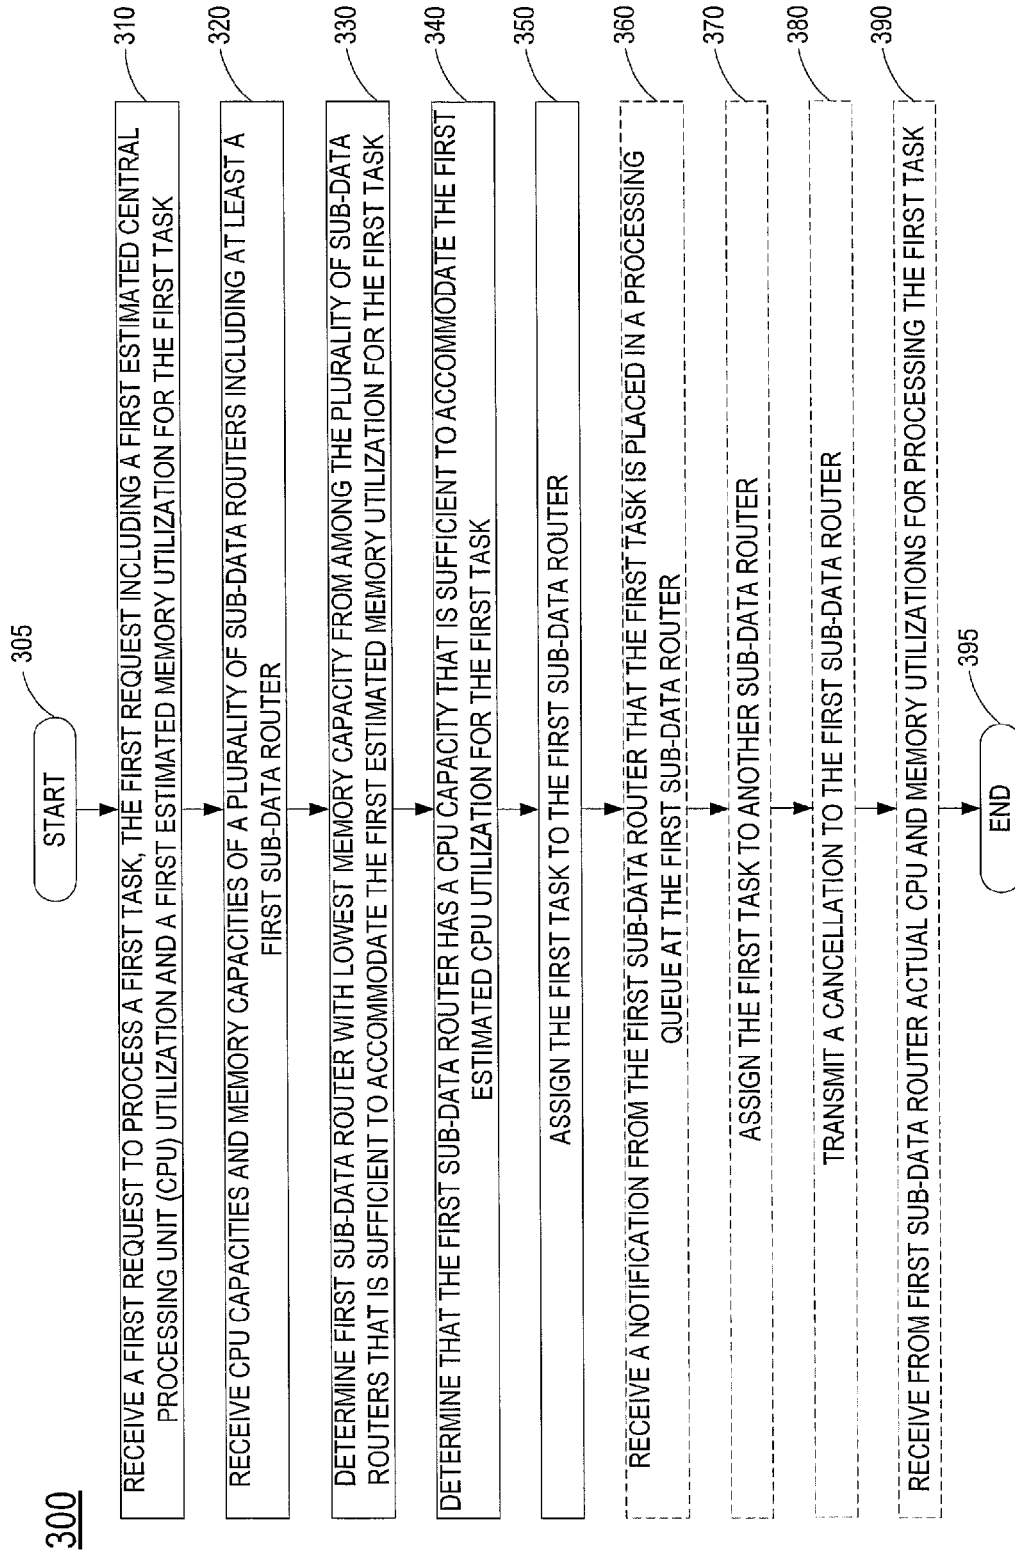 300
START
305
RECEIVE A FIRST REQUEST TO PROCESS A FIRST TASK, THE FIRST REQUEST INCLUDING A FIRST ESTIMATED CENTRAL
PROCESSING UNIT (CPU) UTILIZATION AND A FIRST ESTIMATED MEMORY UTILIZATION FOR THE FIRST TASK
310
RECEIVE CPU CAPACITIES AND MEMORY CAPACITIES OF A PLURALITY OF SUB-DATA ROUTERS INCLUDING AT LEAST A
FIRST SUB-DATA ROUTER
320
DETERMINE FIRST SUB-DATA ROUTER WITH LOWEST MEMORY CAPACITY FROM AMONG THE PLURALITY OF SUB-DATA
ROUTERS THAT IS SUFFICIENT TO ACCOMMODATE THE FIRST ESTIMATED MEMORY UTILIZATION FOR THE FIRST TASK
330
DETERMINE THAT THE FIRST SUB-DATA ROUTER HAS A CPU CAPACITY THAT IS SUFFICIENT TO ACCOMMODATE THE FIRST
ESTIMATED CPU UTILIZATION FOR THE FIRST TASK
340
ASSIGN THE FIRST TASK TO THE FIRST SUB-DATA ROUTER
350
RECEIVE A NOTIFICATION FROM THE FIRST SUB-DATA ROUTER THAT THE FIRST TASK IS PLACED IN A PROCESSING
QUEUE AT THE FIRST SUB-DATA ROUTER
360
ASSIGN THE FIRST TASK TO ANOTHER SUB-DATA ROUTER
370
TRANSMIT A CANCELLATION TO THE FIRST SUB-DATA ROUTER
380
RECEIVE FROM FIRST SUB-DATA ROUTER ACTUAL CPU AND MEMORY UTILIZATIONS FOR PROCESSING THE FIRST TASK
390
END
395